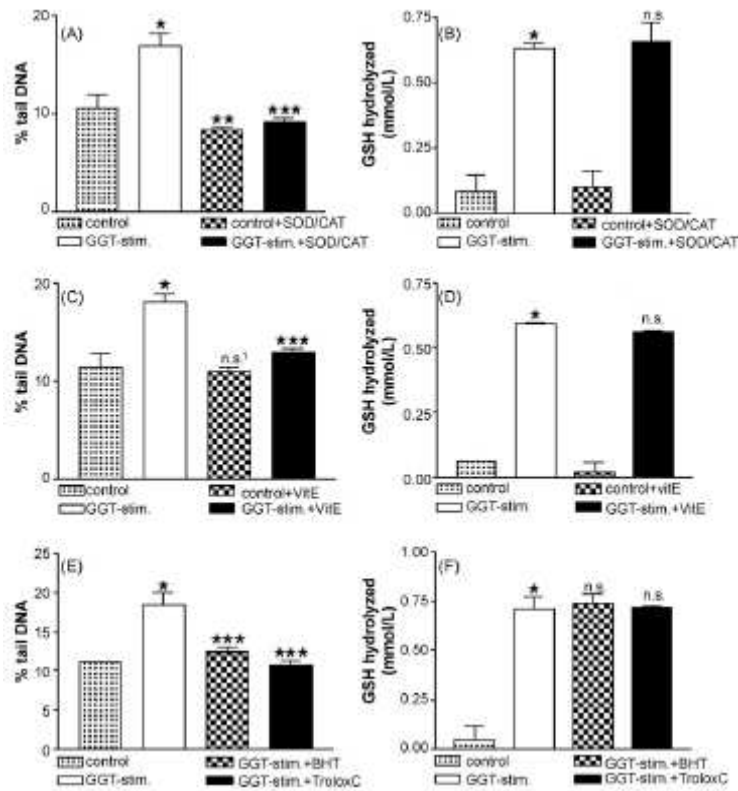 (A)
% tail DNA
20
10
0
*
**
***
control
control+SOD/CAT
GGT-stim.
GGT-stim.+SOD/CAT
(B)
GSH hydrolyzed
(mmol/L)
0.75
0.50
0.25
0.00
*
n.s.
control
control+SOD/CAT
GGT-stim.
GGT-stim.+SOD/CAT
(C)
% tail DNA
20
10
0
*
n.s.¹
***
control
control+VitE
GGT-stim.
GGT-stim.+VitE
(D)
GSH hydrolyzed
(mmol/L)
0.75
0.50
0.25
0.00
*
n.s.
control
control+vitE
GGT-stim
GGT-stim.+VitE
(E)
% tail DNA
25
20
15
10
5
0
*
***
***
control
GGT-stim.+BHT
GGT-stim.
GGT-stim.+TroloxC
(F)
GSH hydrolyzed
(mmol/L)
1.00
0.75
0.50
0.25
0.00
*
n.s
n.s.
control
GGT-stim.+BHT
GGT-stim.
GGT-stim.+TroloxC